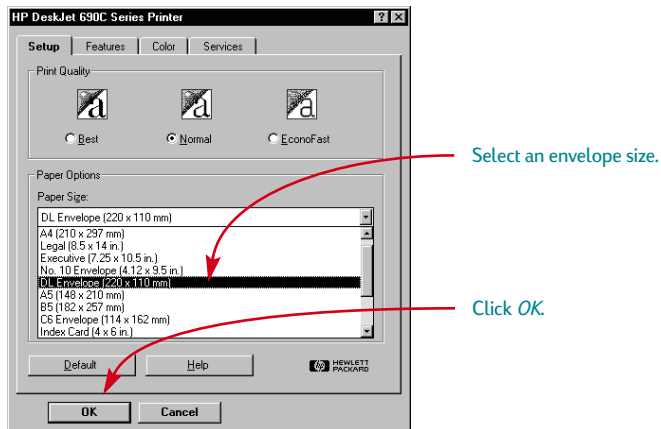 HP DeskJet 690C Series Printer
Setup Features Color Services
Print Quality
a a a
Best Normal EconoFast
Select an envelope size.
Paper Options
Paper Size:
DL Envelope (220 x 110 mm)
A4 (210 x 297 mm)
Legal (8.5 x 14 in.)
Executive (7.25 x 10.5 in.)
No. 10 Envelope (4.12 x 9.5 in.)
DL Envelope (220 x 110 mm)
A5 (148 x 210 mm)
B5 (182 x 257 mm)
C6 Envelope (114 x 162 mm)
Index Card (4 x 6 in.)
Click OK.
Default Help hp HEWLETT
PACKARD
OK Cancel